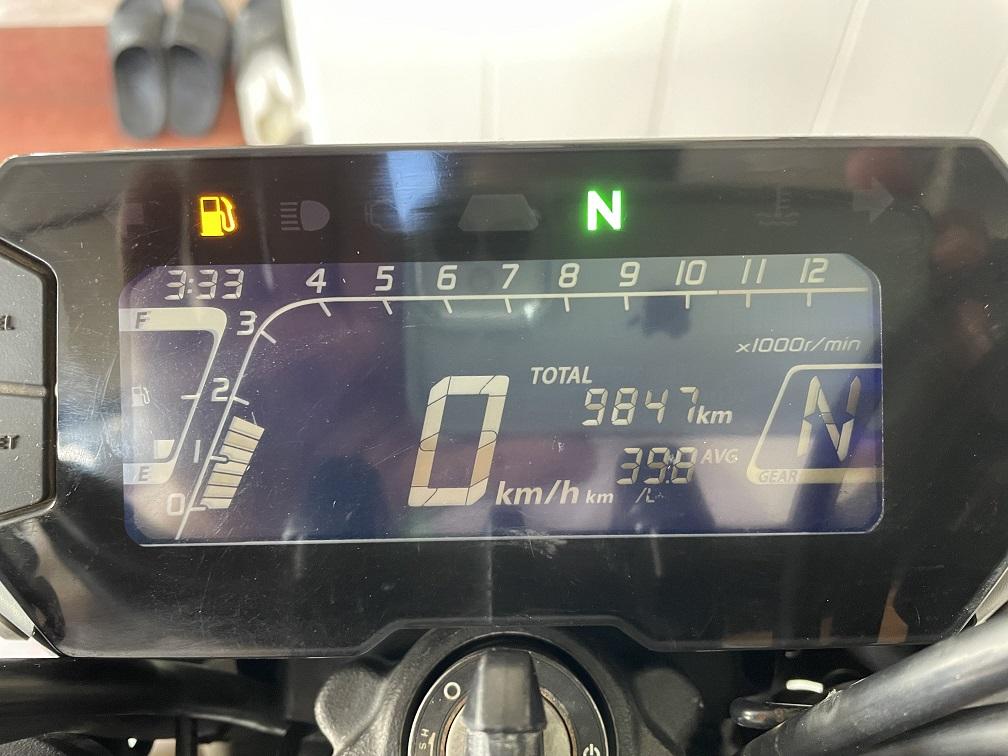 N
3:33
4 5 6 7 8 9 10 11 12
F
3
x1000r/min
2
TOTAL
9847km
N
1
39.8 AVG
E
GEAR
0
0 km/h
km/L